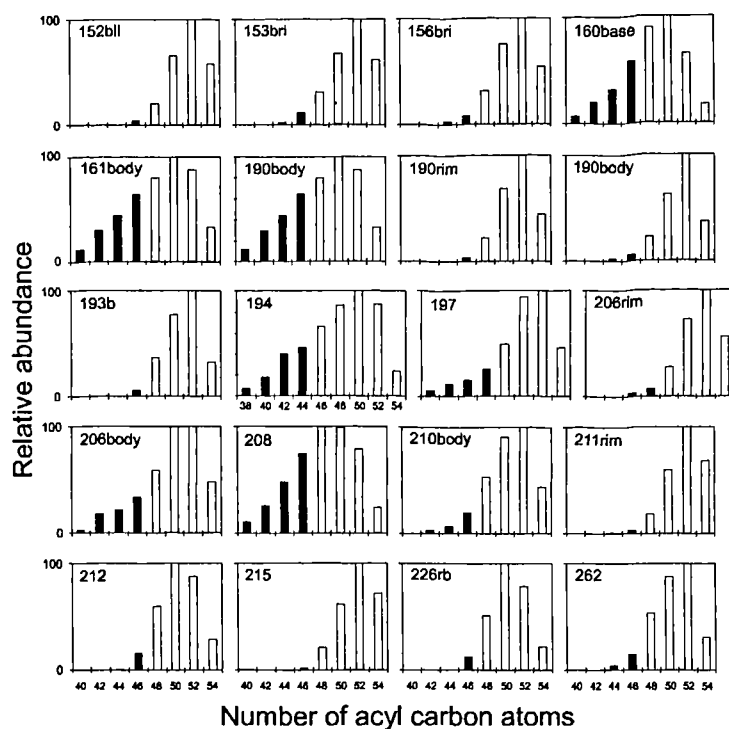 100 152bll 153bri 156bri 100 160base
0 0
100 161body 190body 190rim 190body
0
Relative abundance
100 193b 194 197 206rim
0
38 40 42 44 46 48 50 52 54
100 206body 208 210body 211rim
0
100 212 215 226rb 262
0
40 42 44 46 48 50 52 54 40 42 44 46 48 50 52 54 40 42 44 46 48 50 52 54 40 42 44 46 48 50 52 54
Number of acyl carbon atoms